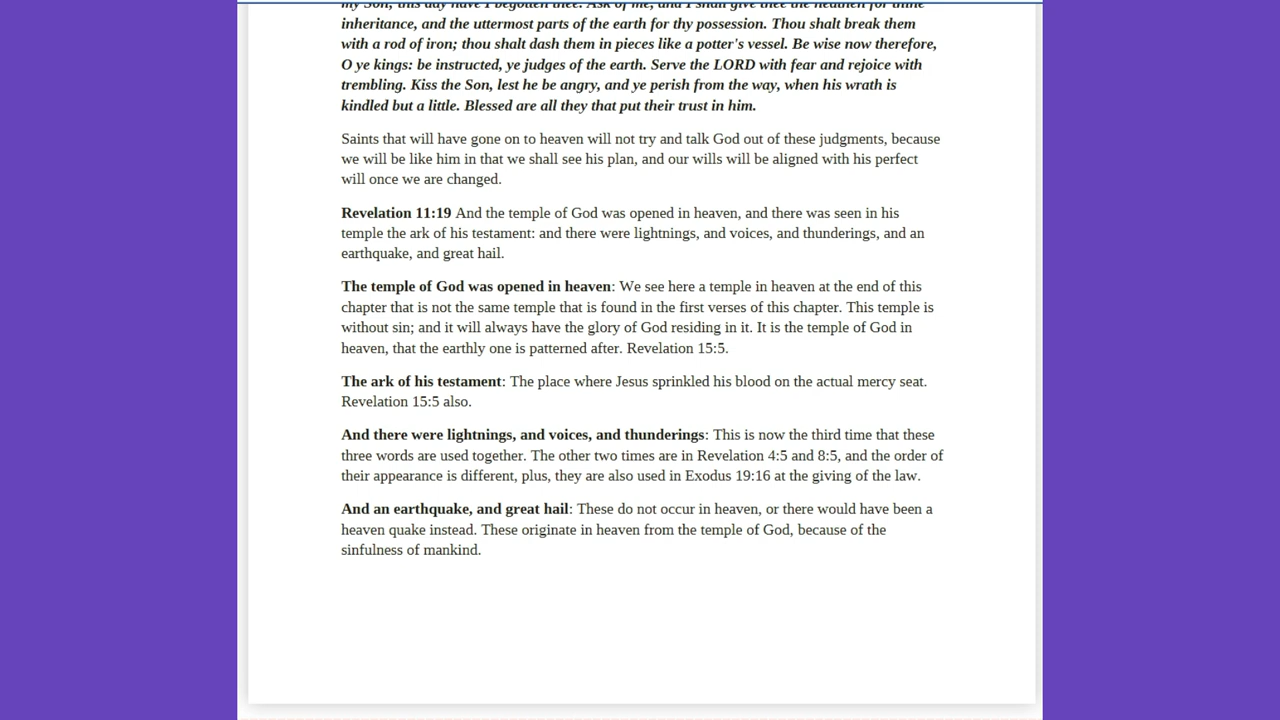 my Son, this day have I begotten thee. Ask of me, and I shall give thee the heathen for thine
inheritance, and the uttermost parts of the earth for thy possession. Thou shalt break them
with a rod of iron; thou shalt dash them in pieces like a potter's vessel. Be wise now therefore,
O ye kings: be instructed, ye judges of the earth. Serve the LORD with fear and rejoice with
trembling. Kiss the Son, lest he be angry, and ye perish from the way, when his wrath is
kindled but a little. Blessed are all they that put their trust in him.
Saints that will have gone on to heaven will not try and talk God out of these judgments, because
we will be like him in that we shall see his plan, and our wills will be aligned with his perfect
will once we are changed.
Revelation 11:19 And the temple of God was opened in heaven, and there was seen in his
temple the ark of his testament: and there were lightnings, and voices, and thunderings, and an
earthquake, and great hail.
The temple of God was opened in heaven: We see here a temple in heaven at the end of this
chapter that is not the same temple that is found in the first verses of this chapter. This temple is
without sin; and it will always have the glory of God residing in it. It is the temple of God in
heaven, that the earthly one is patterned after. Revelation 15:5.
The ark of his testament: The place where Jesus sprinkled his blood on the actual mercy seat.
Revelation 15:5 also.
And there were lightnings, and voices, and thunderings: This is now the third time that these
three words are used together. The other two times are in Revelation 4:5 and 8:5, and the order of
their appearance is different, plus, they are also used in Exodus 19:16 at the giving of the law.
And an earthquake, and great hail: These do not occur in heaven, or there would have been a
heaven quake instead. These originate in heaven from the temple of God, because of the
sinfulness of mankind.